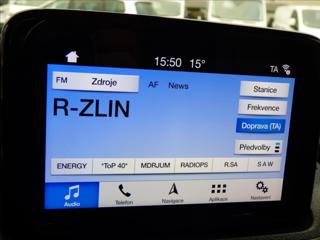 15:50 15° TA
FM Zdroje AF News Stanice
R-ZLIN
Frekvence
Doprava (TA)
Předvolby
ENERGY *ToP 40* MDRJUM RADIOPS R.SA S A W
Audio Telefon Navigace Aplikace Nastavení